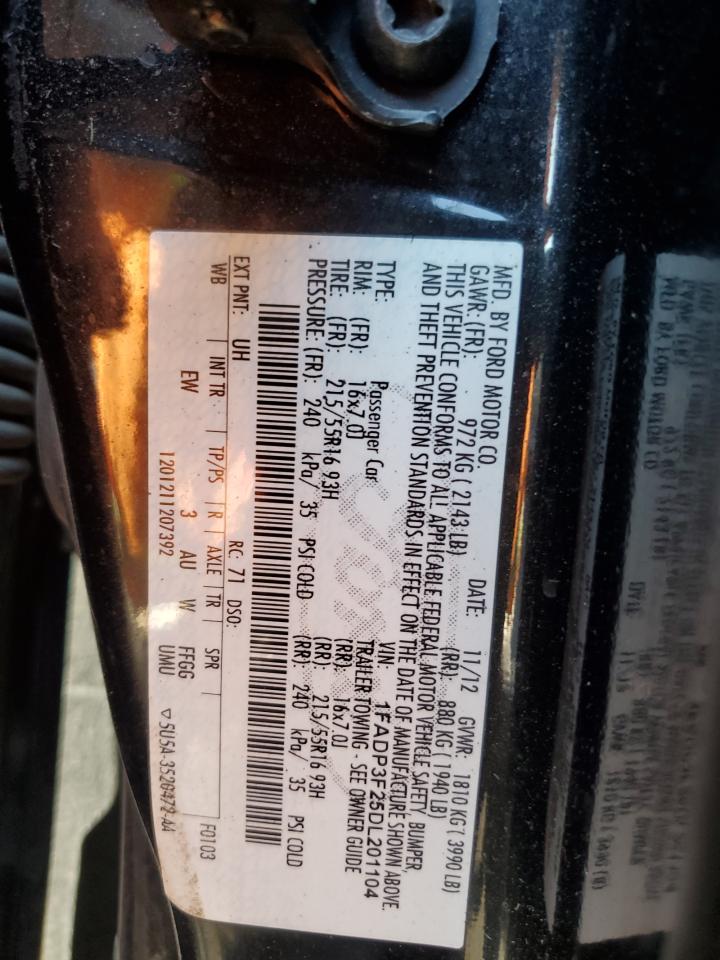 MFD. BY FORD MOTOR CO.
DATE: 11/12 GVWR: 1810 KG ( 3990 LB)
GAWR: (FR): 972 KG ( 2143 LB) (RR): 880 KG ( 1940 LB)
THIS VEHICLE CONFORMS TO ALL APPLICABLE FEDERAL MOTOR VEHICLE SAFETY, BUMPER,
AND THEFT PREVENTION STANDARDS IN EFFECT ON THE DATE OF MANUFACTURE SHOWN ABOVE.
VIN: 1FADP3F25DL201104
TYPE: Passenger Car TRAILER TOWING - SEE OWNER GUIDE
RIM: (FR): 16x7.0J (RR): 16x7.0J
TIRE: (FR): 215/55R16 93H (RR): 215/55R16 93H
PRESSURE: (FR): 240 kPa/ 35 PSI COLD (RR): 240 kPa/ 35 PSI COLD
EXT PNT: UH RC: 71 DSO: F0103
WB INT TR TP/PS R AXLE TR SPR
EW 3 AU W FFGG
1201211207392 UMU